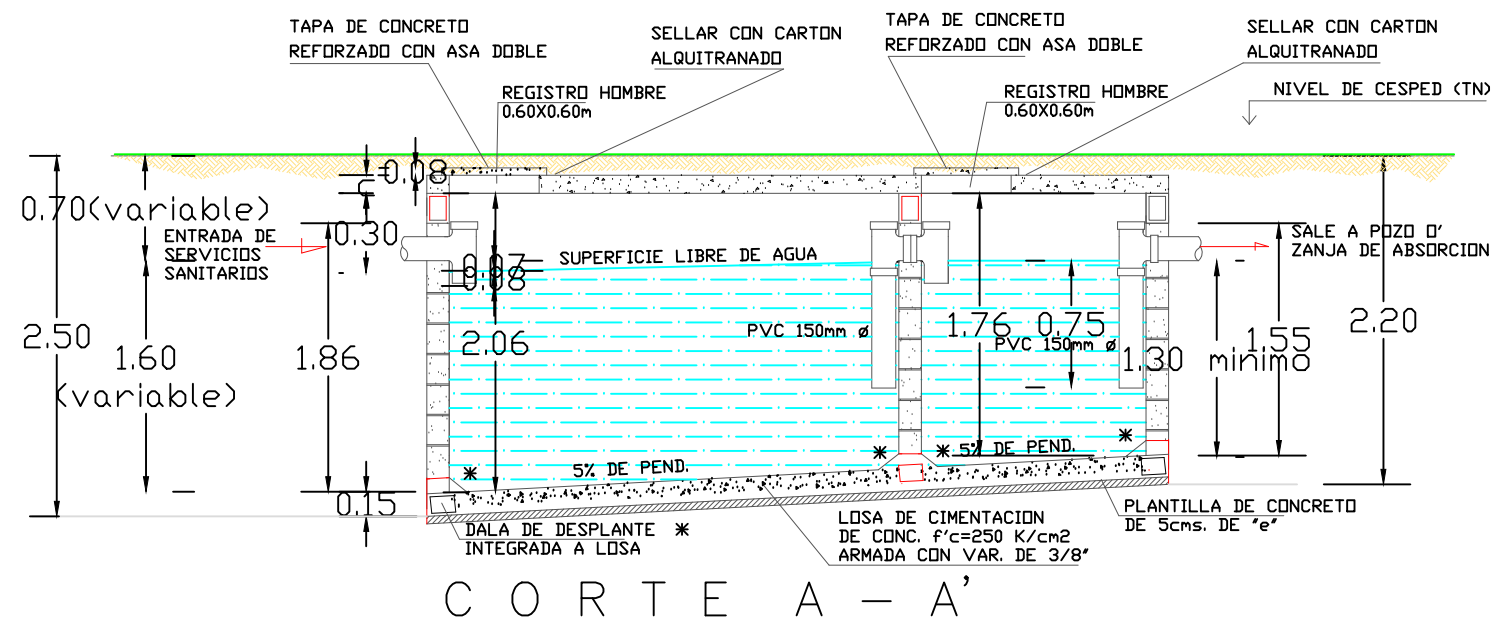 TAPA DE CONCRETO
REFORZADO CON ASA DOBLE
SELLAR CON CARTON
ALQUITRANADO
TAPA DE CONCRETO
REFORZADO CON ASA DOBLE
SELLAR CON CARTON
ALQUITRANADO
REGISTRO HOMBRE
0.60X0.60m
REGISTRO HOMBRE
0.60X0.60m
NIVEL DE CESPED (TN)
0.08
0.70(variable)
0.30
ENTRADA DE
SERVICIOS
SANITARIOS
SALE A POZO O'
ZANJA DE ABSORCION
SUPERFICIE LIBRE DE AGUA
0.07
0.08
2.50
1.60
(variable)
1.86
2.06
PVC 150mm ø
1.76
0.75
PVC 150mm ø
1.30
minimo
1.55
2.20
5% DE PEND.
* 5% DE PEND.
0.15
DALA DE DESPLANTE *
INTEGRADA A LOSA
LOSA DE CIMENTACION
DE CONC. f'c=250 K/cm2
ARMADA CON VAR. DE 3/8"
PLANTILLA DE CONCRETO
DE 5cms. DE "e"
CORTE A-A'